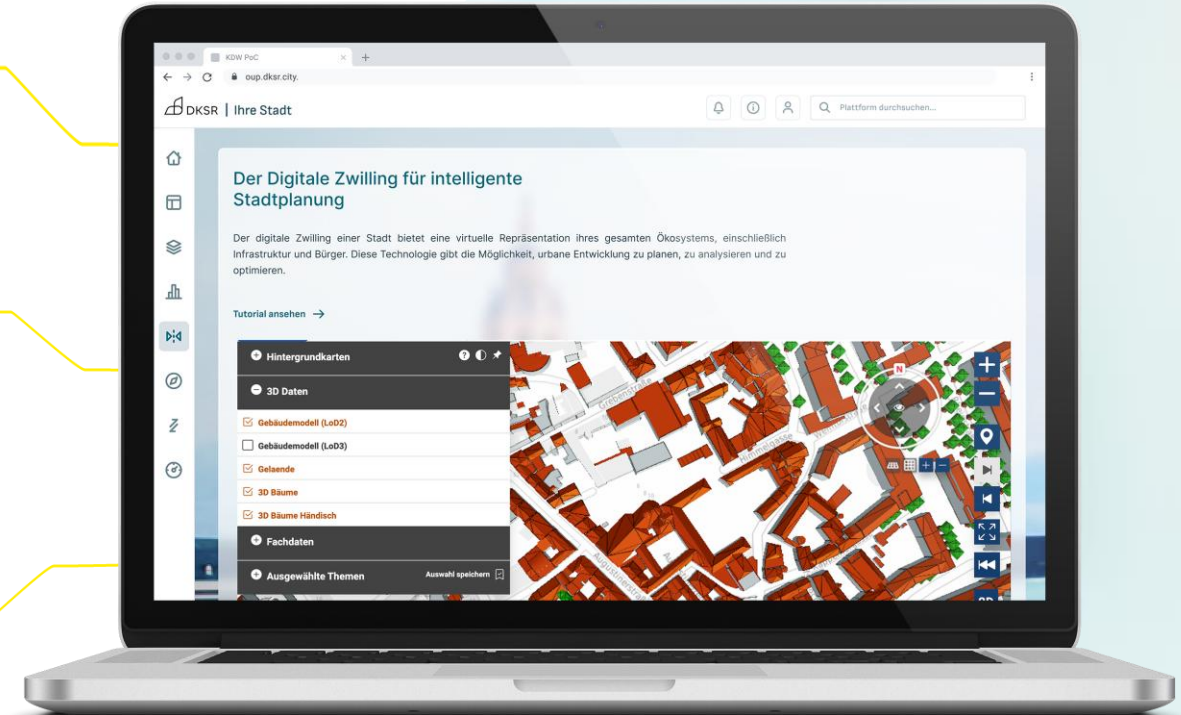 KDW PoC
oup.dksr.city.
DKSR | Ihre Stadt
Plattform durchsuchen...
Der Digitale Zwilling für intelligente
Stadtplanung
Der digitale Zwilling einer Stadt bietet eine virtuelle Repräsentation ihres gesamten Ökosystems, einschließlich
Infrastruktur und Bürger. Diese Technologie gibt die Möglichkeit, urbane Entwicklung zu planen, zu analysieren und zu
optimieren.
Tutorial ansehen →
Hintergrundkarten
3D Daten
Gebäudemodell (LoD2)
Gebäudemodell (LoD3)
Gelaende
3D Bäume
3D Bäume Händisch
Fachdaten
Ausgewählte Themen Auswahl speichern
Grebenstraße
Himmelgasse
Augustinerstraße
N